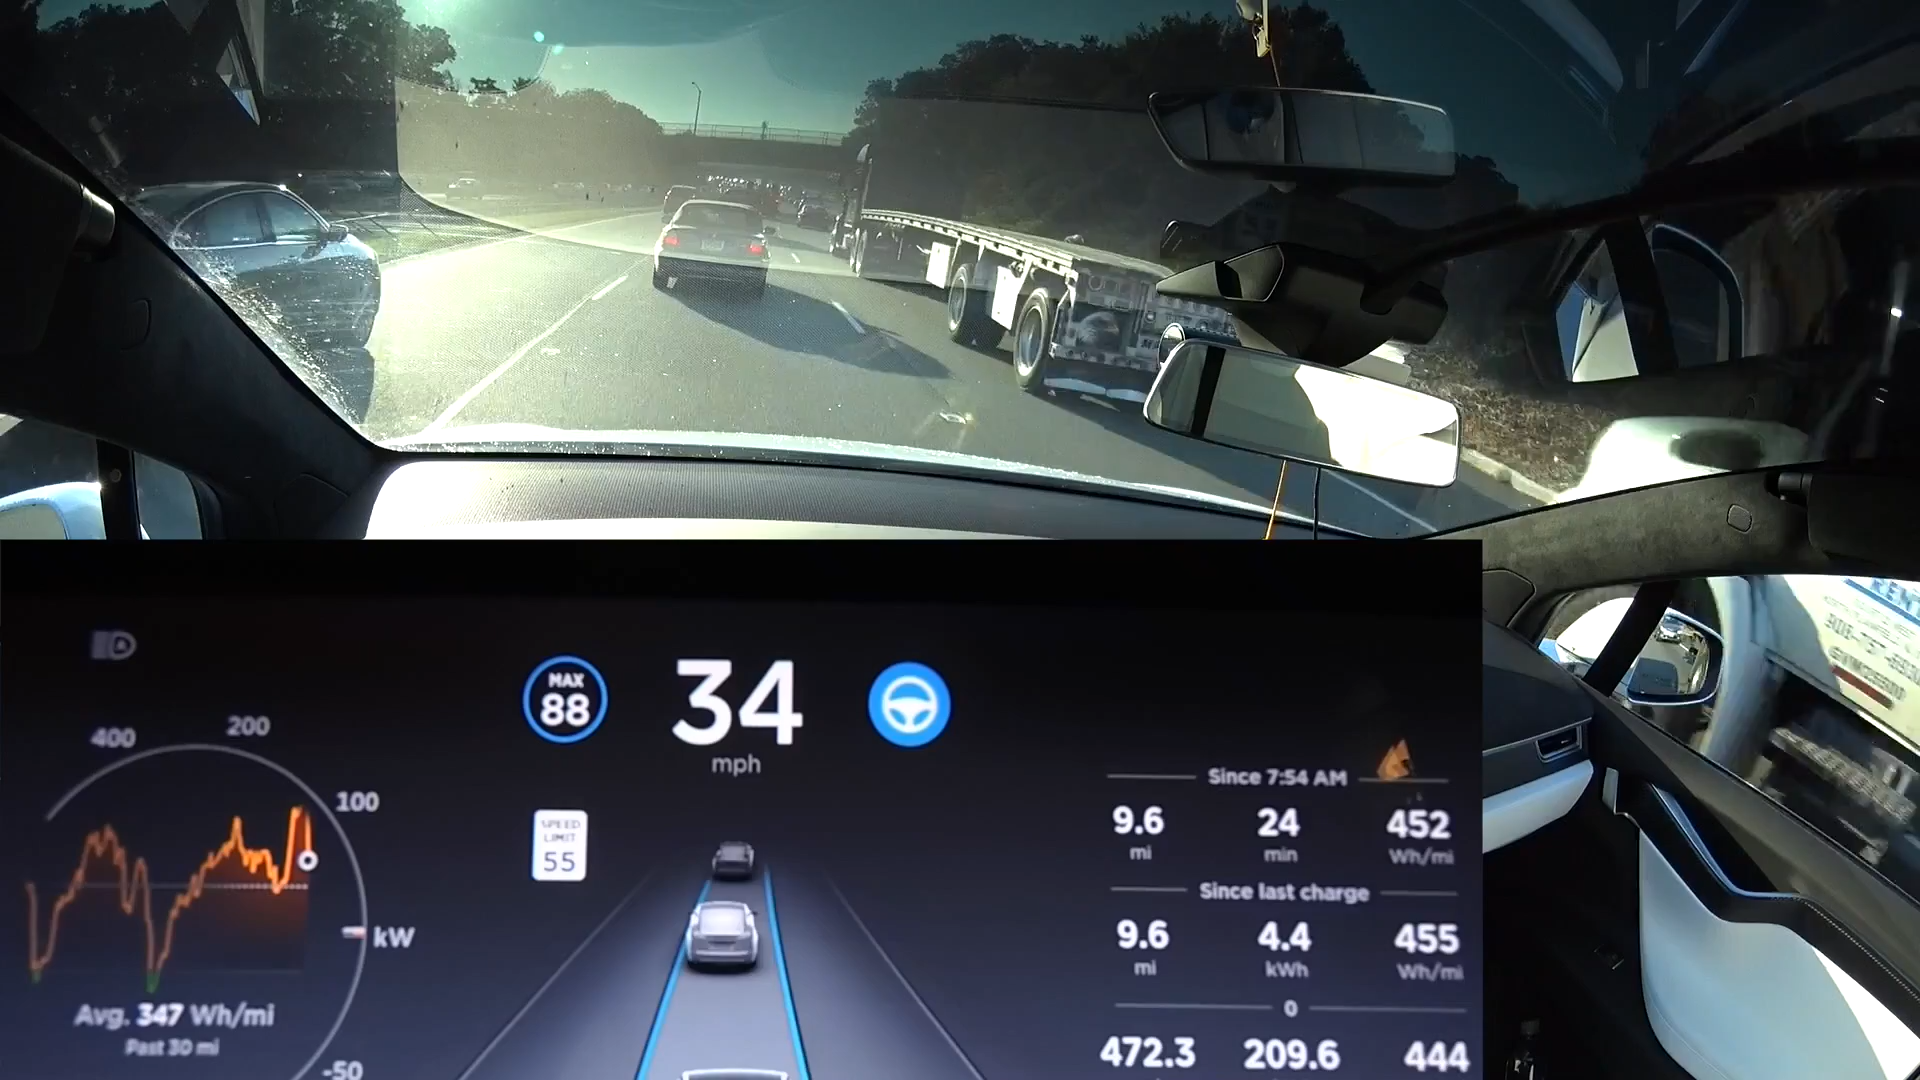 MAX
88
34
mph
SPEED
LIMIT
55
400
200
100
kW
-50
Avg. 347 Wh/mi
Past 30 mi
Since 7:54 AM
9.6 24 452
mi min Wh/mi
Since last charge
9.6 4.4 455
mi kWh Wh/mi
0
472.3 209.6 444